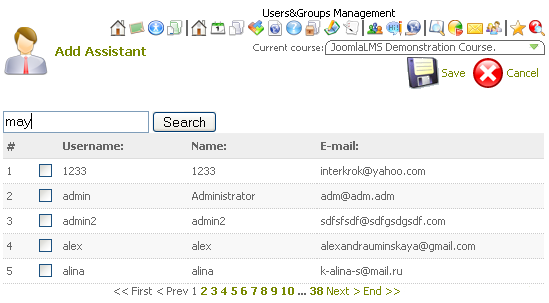 Users&Groups Management
Add Assistant
Current course: JoomlaLMS Demonstration Course.
Save Cancel
may Search
# Username: Name: E-mail:
1 1233 1233 interkrok@yahoo.com
2 admin Administrator adm@adm.adm
3 admin2 admin2 sdfsfsdf@sdfgsdgsdf.com
4 alex alex alexandrauminskaya@gmail.com
5 alina alina k-alina-s@mail.ru
<< First < Prev 1 2 3 4 5 6 7 8 9 10 ... 38 Next > End >>